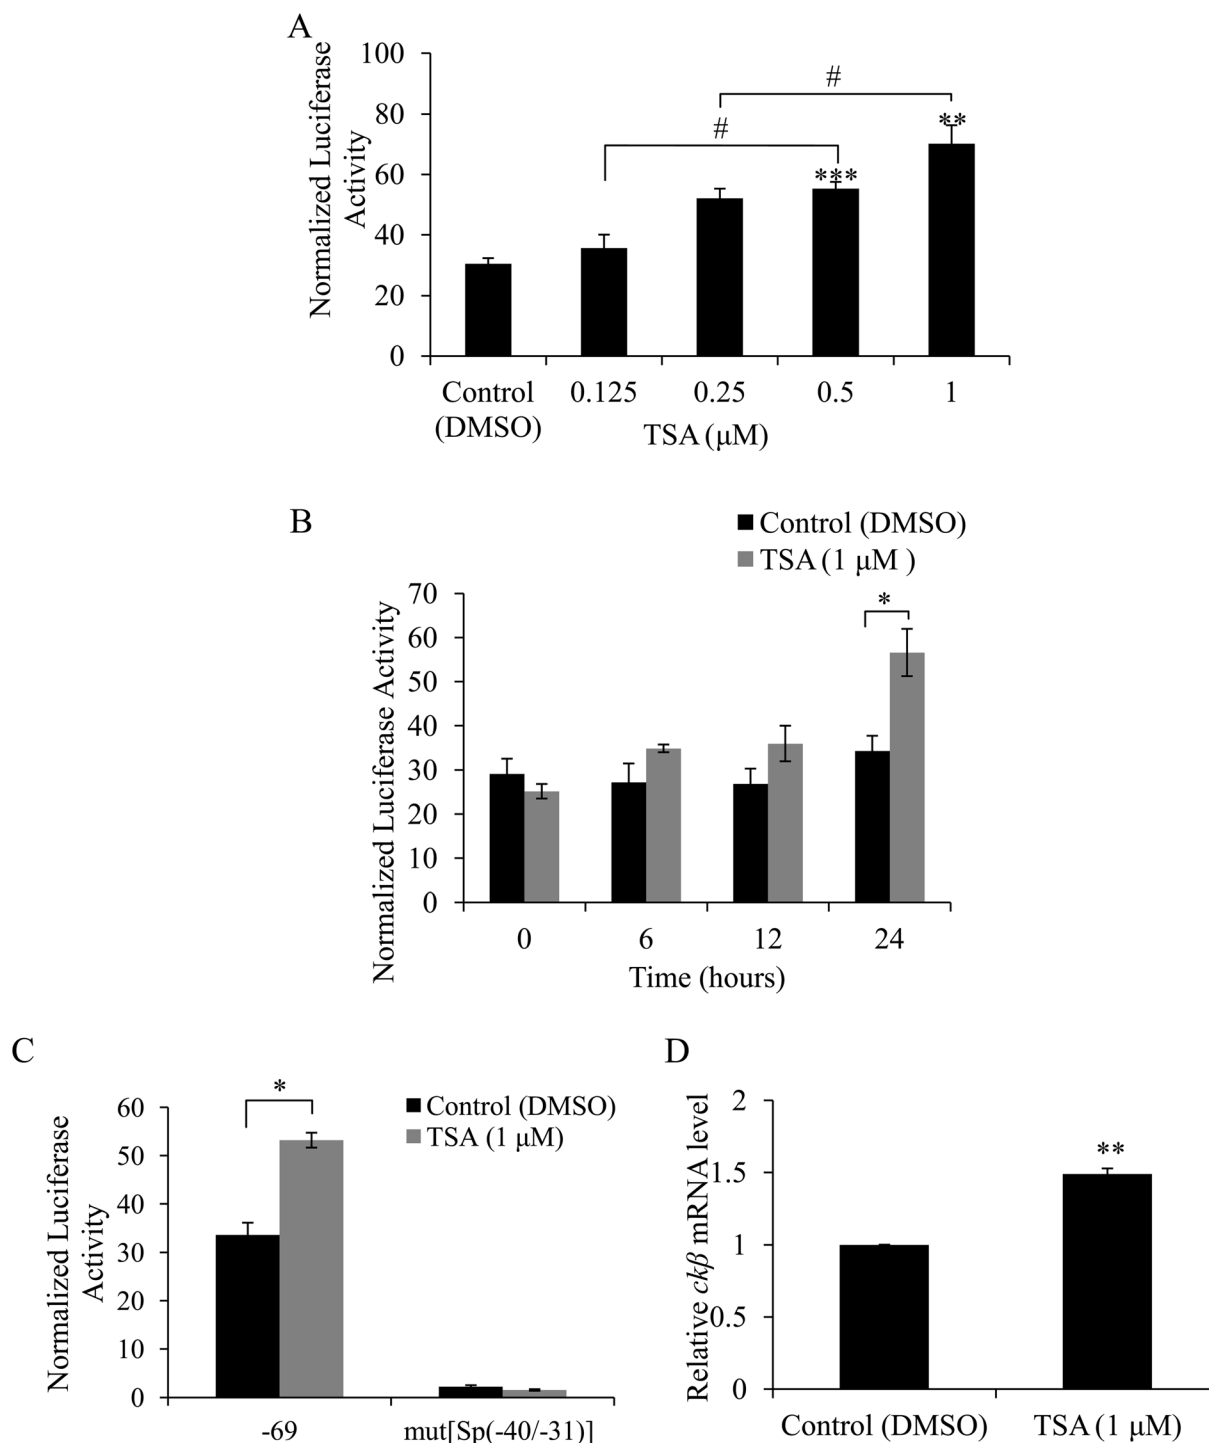 A
Normalized Luciferase
Activity
100
80
60
40
20
0
#
#
***
**
Control
(DMSO)
0.125
0.25
0.5
1
TSA (μM)
B
Control (DMSO)
TSA (1 μM )
Normalized Luciferase Activity
70
60
50
40
30
20
10
0
*
0
6
12
24
Time (hours)
C
Normalized Luciferase
Activity
60
50
40
30
20
10
0
*
Control (DMSO)
TSA (1 μM)
-69
mut[Sp(-40/-31)]
D
Relative ckβ mRNA level
2
1.5
1
0.5
0
**
Control (DMSO)
TSA (1 μM)